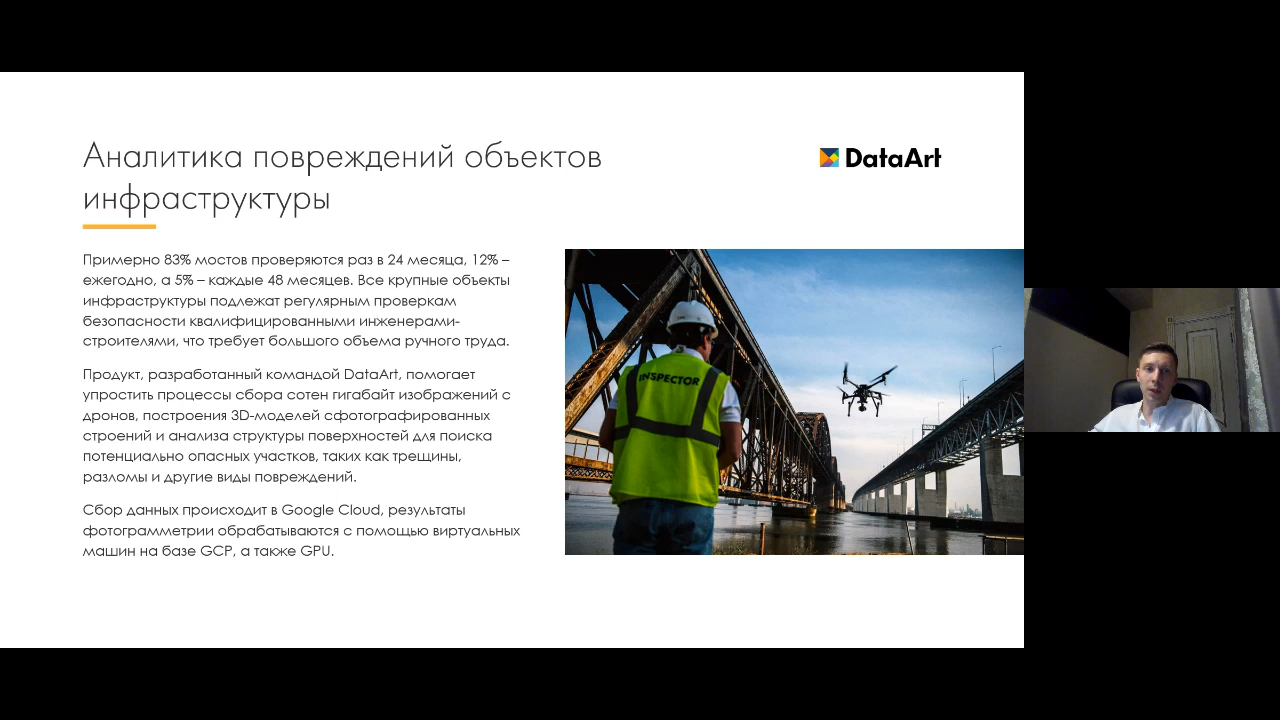 Аналитика повреждений объектов
инфраструктуры
DataArt
Примерно 83% мостов проверяются раз в 24 месяца, 12% –
ежегодно, а 5% – каждые 48 месяцев. Все крупные объекты
инфраструктуры подлежат регулярным проверкам
безопасности квалифицированными инженерами-
строителями, что требует большого объема ручного труда.
Продукт, разработанный командой DataArt, помогает
упростить процессы сбора сотен гигабайт изображений с
дронов, построения 3D-моделей сфотографированных
строений и анализа структуры поверхностей для поиска
потенциально опасных участков, таких как трещины,
разломы и другие виды повреждений.
Сбор данных происходит в Google Cloud, результаты
фотограмметрии обрабатываются с помощью виртуальных
машин на базе GCP, а также GPU.
INSPECTOR